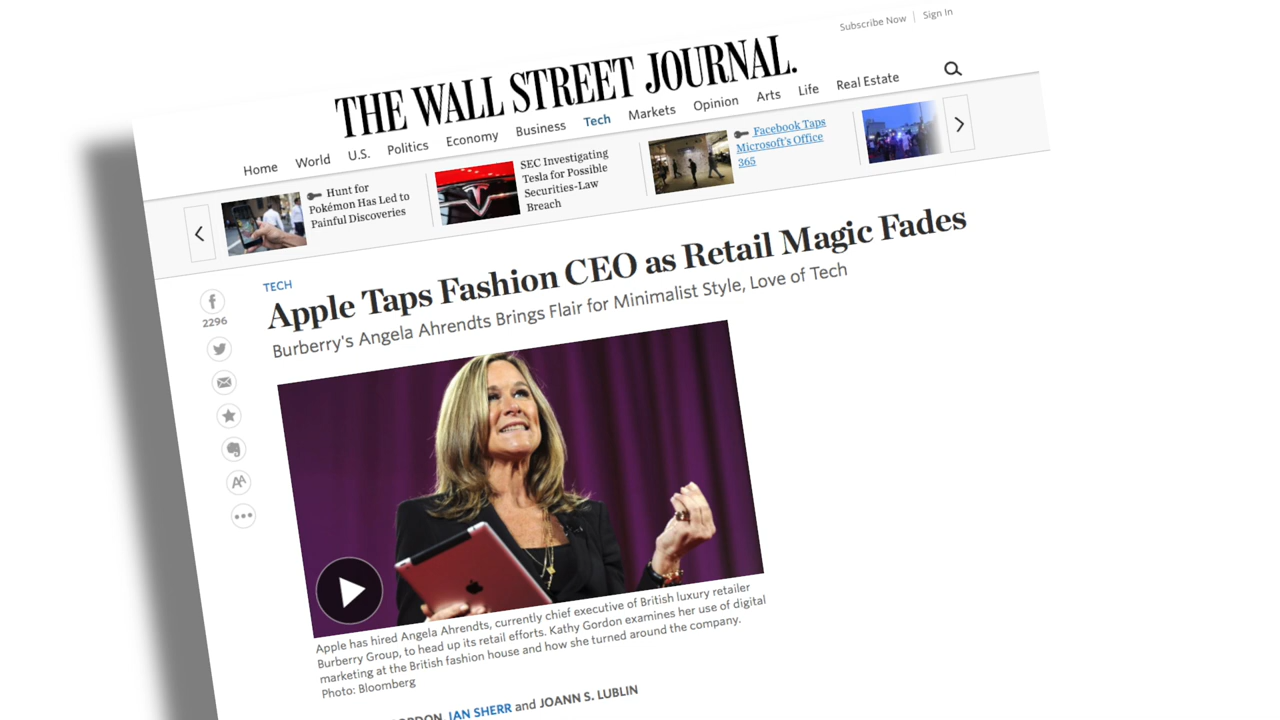 Subscribe Now | Sign In
THE WALL STREET JOURNAL.
Home World U.S. Politics Economy Business Tech Markets Opinion Arts Life Real Estate
Hunt for
Pokémon Has Led to
Painful Discoveries
SEC Investigating
Tesla for Possible
Securities-Law
Breach
Facebook Taps
Microsoft's Office
365
TECH
Apple Taps Fashion CEO as Retail Magic Fades
Burberry's Angela Ahrendts Brings Flair for Minimalist Style, Love of Tech
2296
AA
Apple has hired Angela Ahrendts, currently chief executive of British luxury retailer
Burberry Group, to head up its retail efforts. Kathy Gordon examines her use of digital
marketing at the British fashion house and how she turned around the company.
Photo: Bloomberg
IAN SHERR and JOANN S. LUBLIN